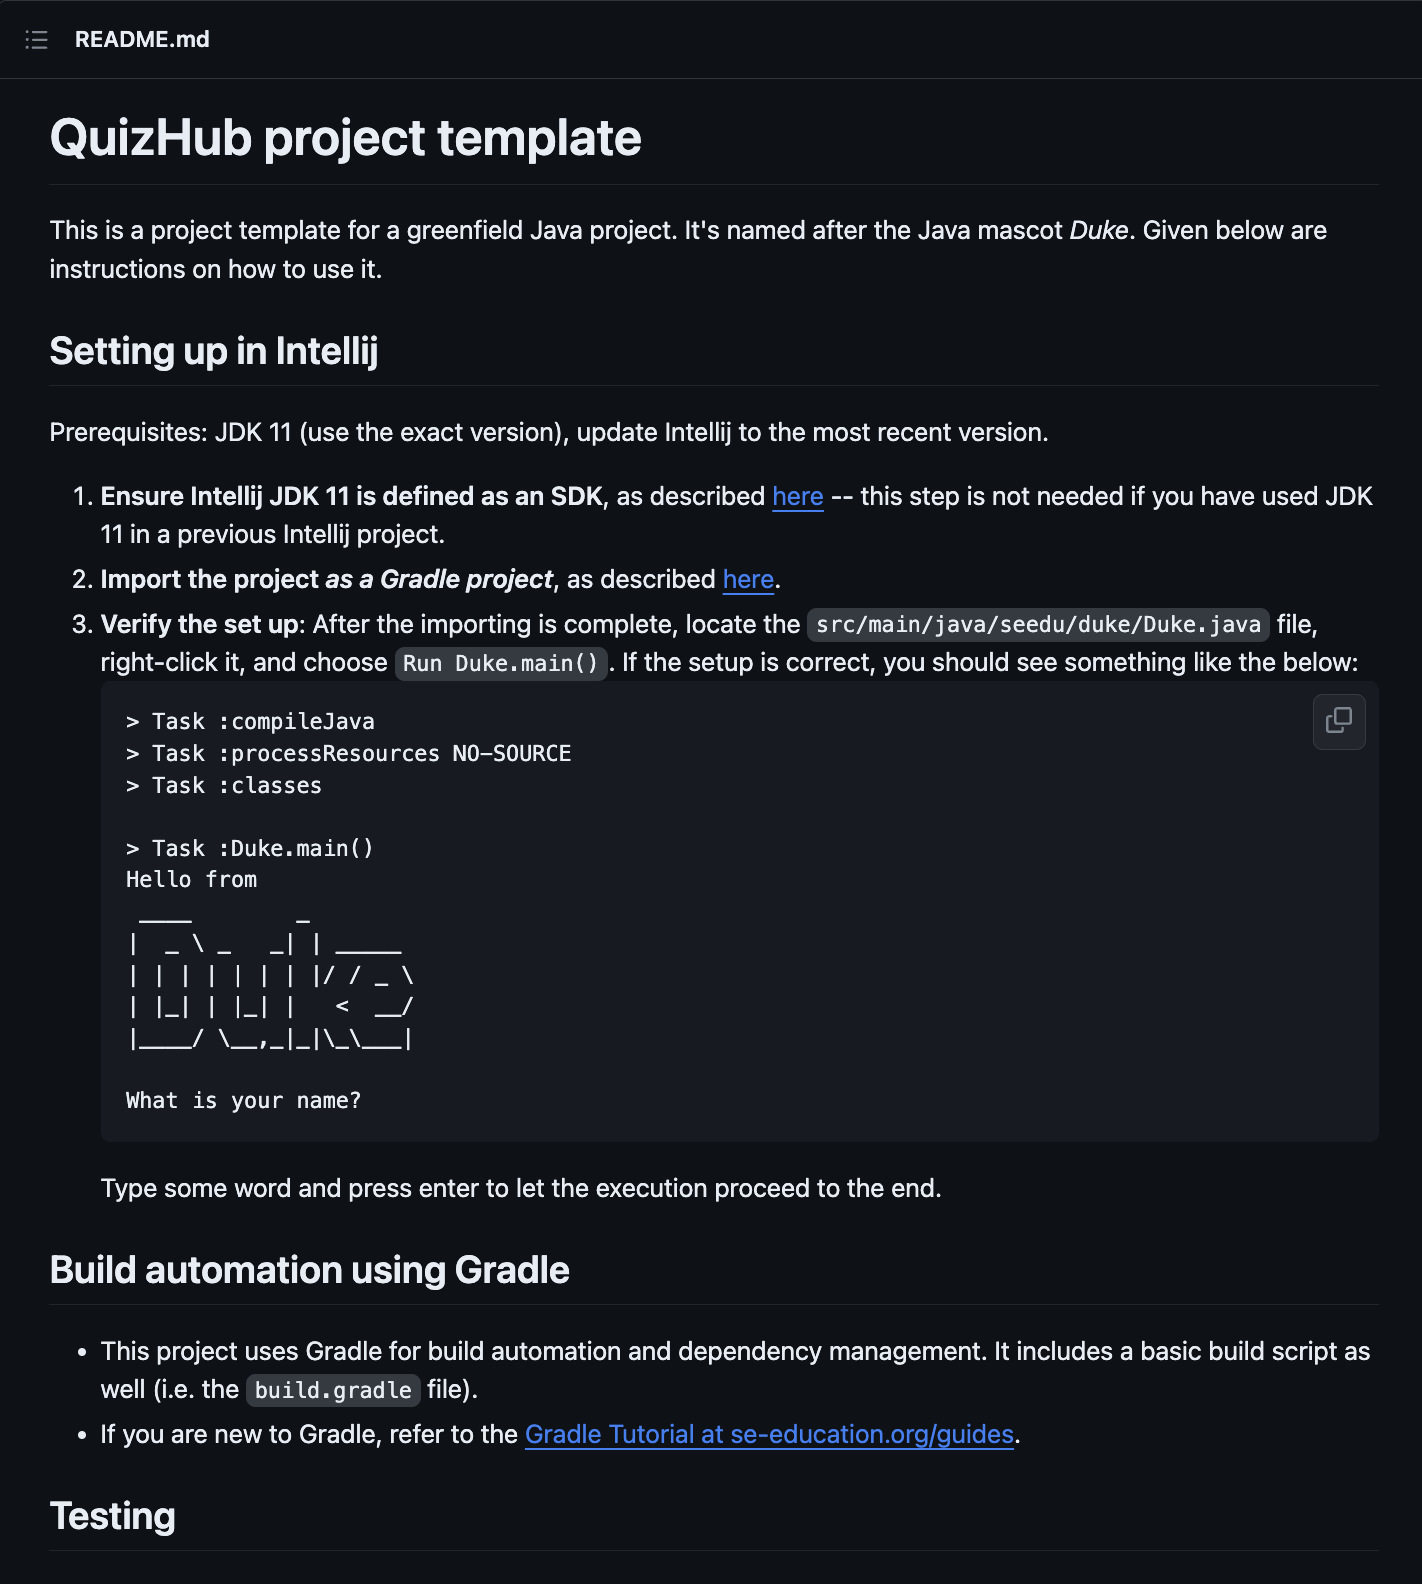 README.md
QuizHub project template
This is a project template for a greenfield Java project. It's named after the Java mascot Duke. Given below are
instructions on how to use it.
Setting up in Intellij
Prerequisites: JDK 11 (use the exact version), update Intellij to the most recent version.
1. Ensure Intellij JDK 11 is defined as an SDK, as described here -- this step is not needed if you have used JDK
11 in a previous Intellij project.
2. Import the project as a Gradle project, as described here.
3. Verify the set up: After the importing is complete, locate the src/main/java/seedu/duke/Duke.java file,
right-click it, and choose Run Duke.main() . If the setup is correct, you should see something like the below:
> Task :compileJava
> Task :processResources NO-SOURCE
> Task :classes
> Task :Duke.main()
Hello from
 ____        _
|  _ \ _   _| | _____
| | | | | | | |/ / _ \
| |_| | |_| |   <  __/
|____/ \__,_|_|\_\___|
What is your name?
Type some word and press enter to let the execution proceed to the end.
Build automation using Gradle
• This project uses Gradle for build automation and dependency management. It includes a basic build script as
well (i.e. the build.gradle file).
• If you are new to Gradle, refer to the Gradle Tutorial at se-education.org/guides.
Testing